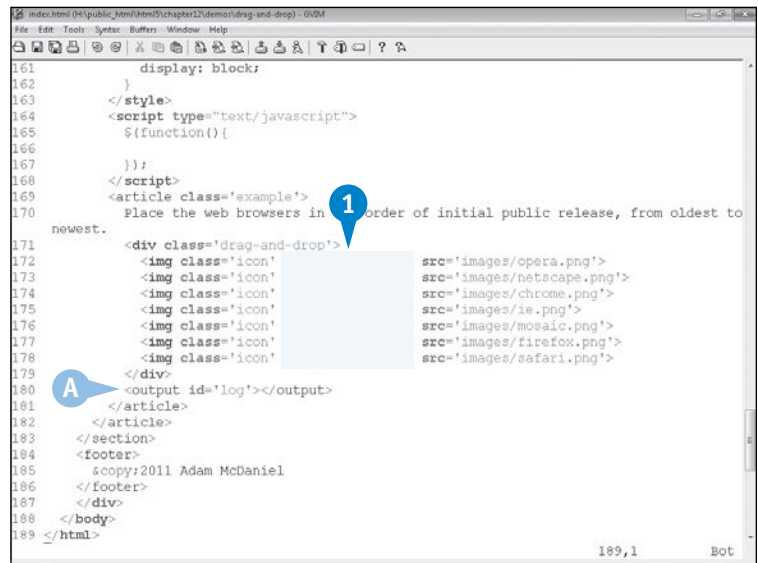 index.html (H:\public_html\html5\chapter12\demos\drag-and-drop) - GVIM
File Edit Tools Syntax Buffers Window Help
161 display: block;
162 }
163 </style>
164 <script type="text/javascript">
165 $(function(){
166
167 });
168 </script>
169 <article class='example'>
170 Place the web browsers in order of initial public release, from oldest to
newest.
1
171 <div class='drag-and-drop'>
172 <img class='icon' src='images/opera.png'>
173 <img class='icon' src='images/netscape.png'>
174 <img class='icon' src='images/chrome.png'>
175 <img class='icon' src='images/ie.png'>
176 <img class='icon' src='images/mosaic.png'>
177 <img class='icon' src='images/firefox.png'>
178 <img class='icon' src='images/safari.png'>
179 </div>
A
180 <output id='log'></output>
181 </article>
182 </article>
183 </section>
184 <footer>
185 &copy;2011 Adam McDaniel
186 </footer>
187 </div>
188 </body>
189 </html>
189,1 Bot